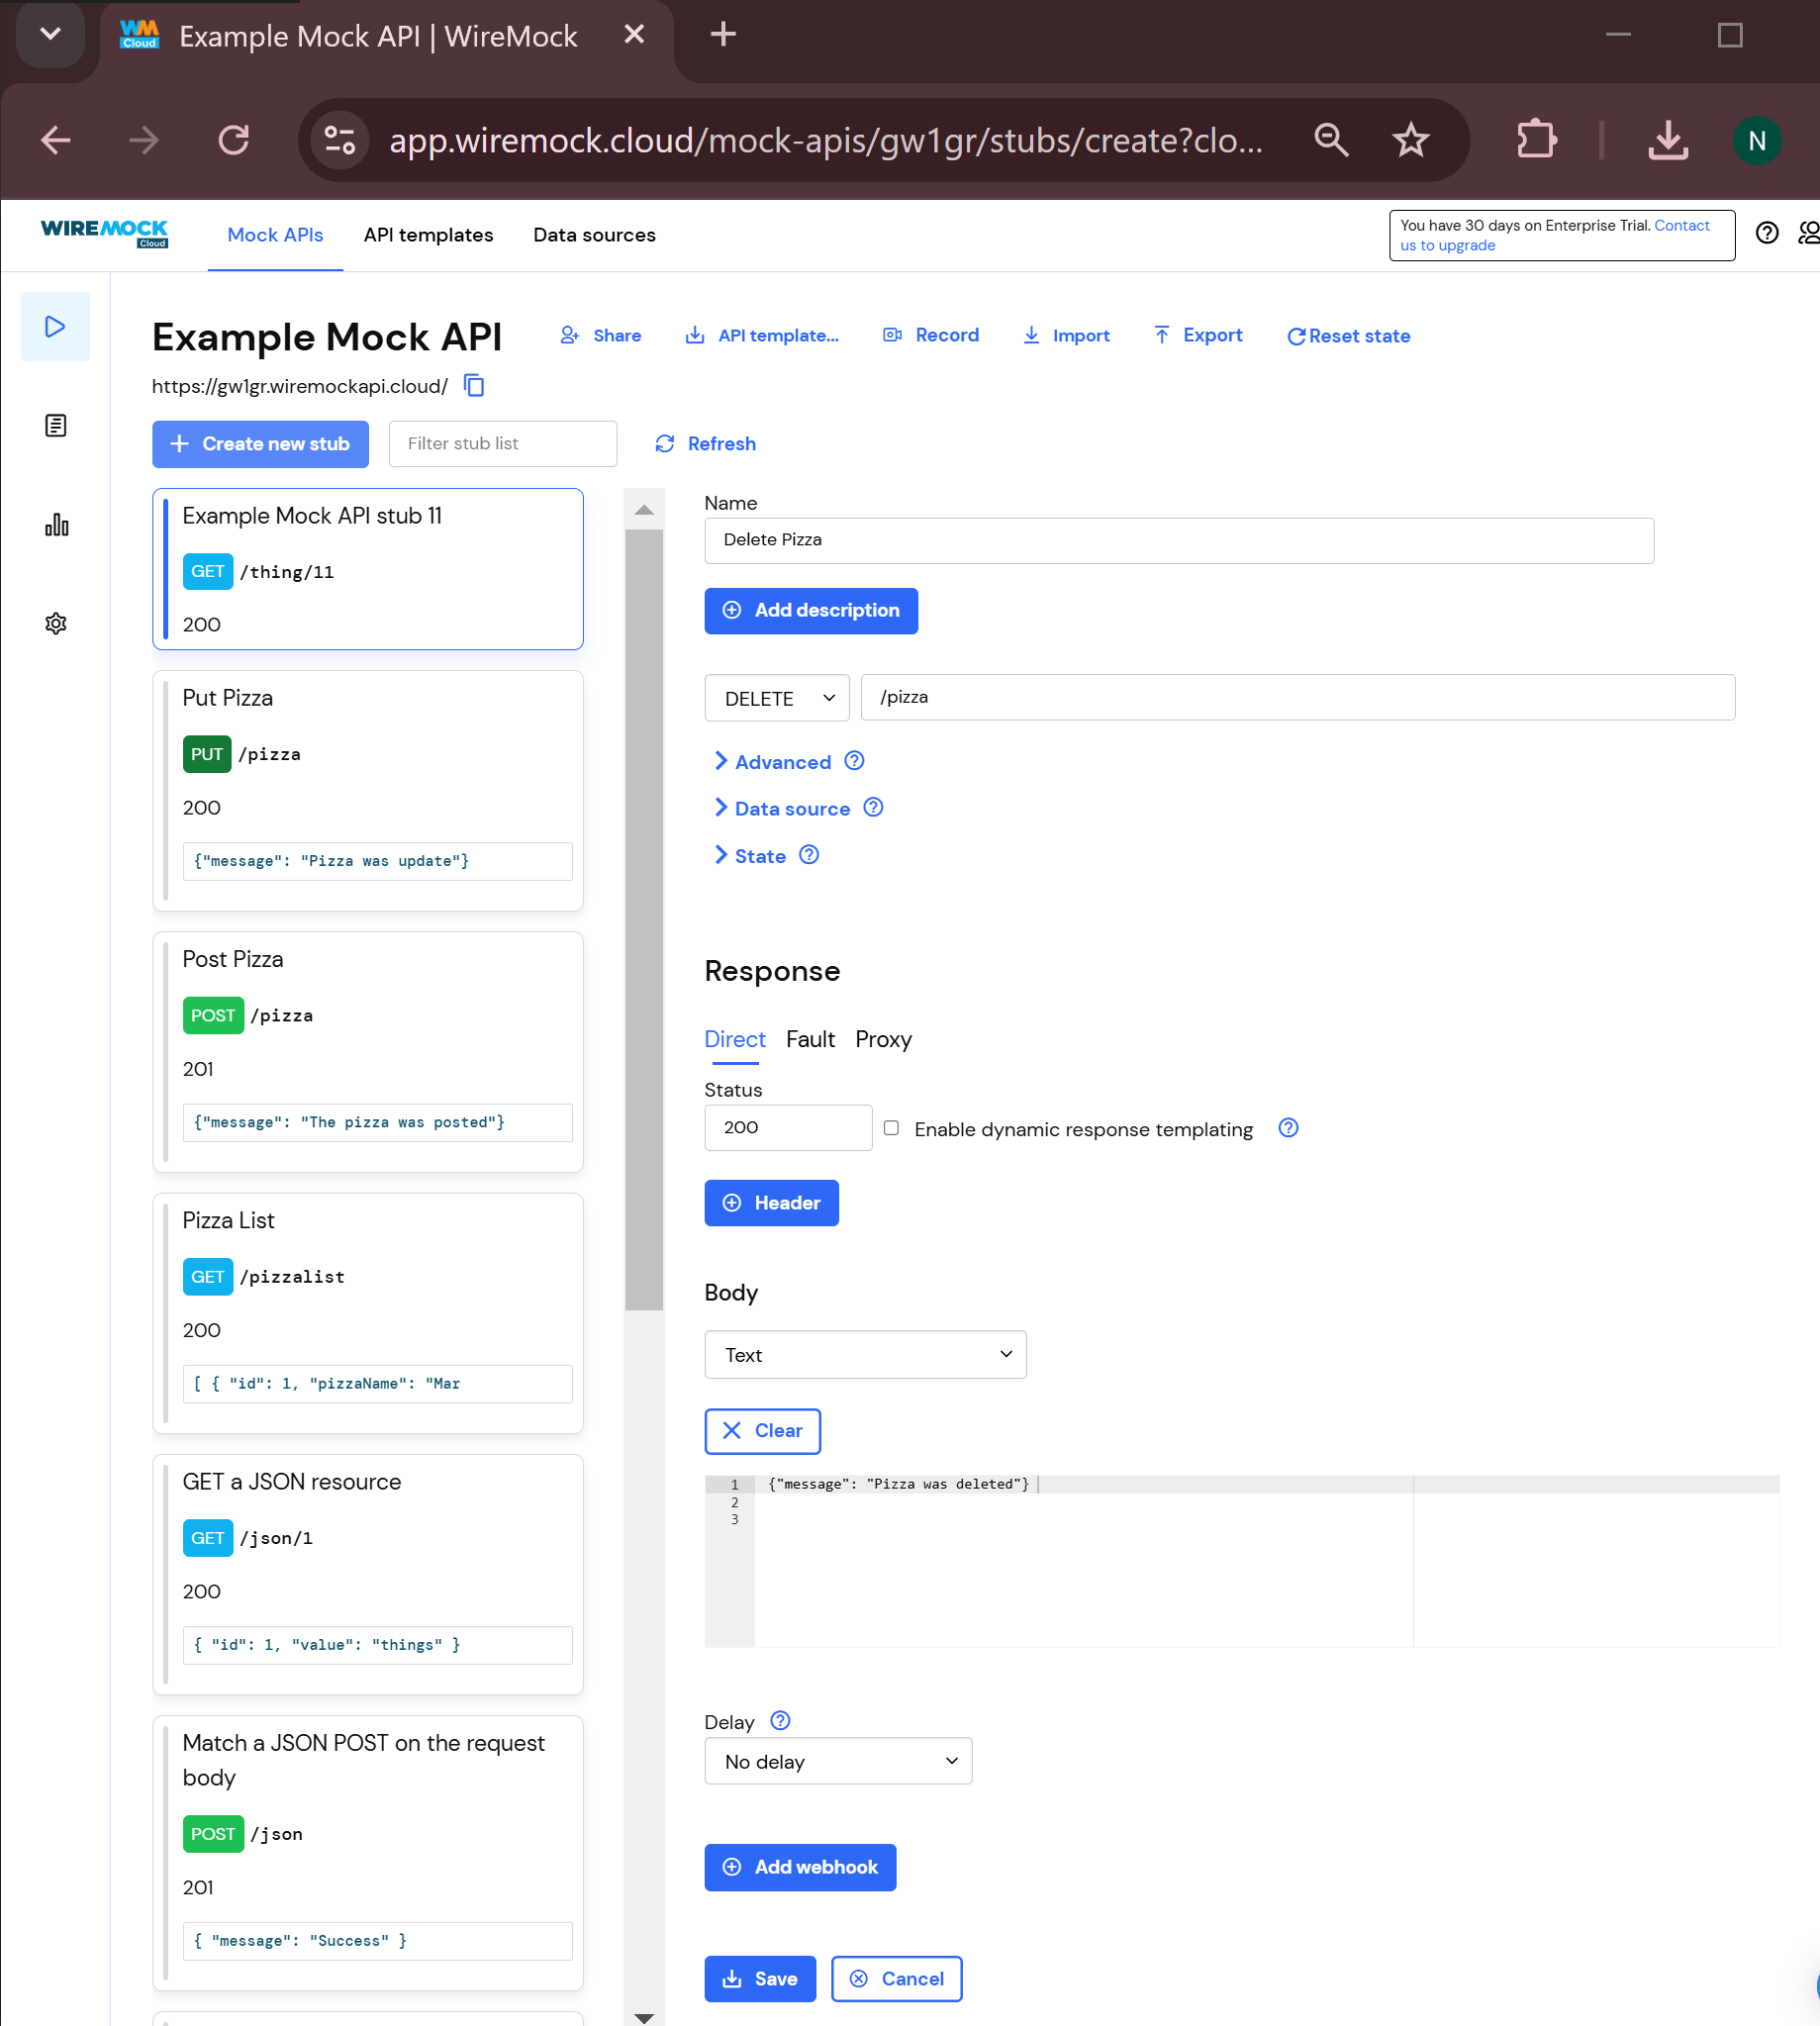 WM Cloud
Example Mock API | WireMock
app.wiremock.cloud/mock-apis/gw1gr/stubs/create?clo...
N
WIREMOCK
Cloud
Mock APIs
API templates
Data sources
You have 30 days on Enterprise Trial. Contact
us to upgrade
Example Mock API
Share
API template...
Record
Import
Export
Reset state
https://gw1gr.wiremockapi.cloud/
Create new stub
Filter stub list
Refresh
Example Mock API stub 11
GET /thing/11
200
Put Pizza
PUT /pizza
200
{"message": "Pizza was update"}
Post Pizza
POST /pizza
201
{"message": "The pizza was posted"}
Pizza List
GET /pizzalist
200
[ { "id": 1, "pizzaName": "Mar
GET a JSON resource
GET /json/1
200
{ "id": 1, "value": "things" }
Match a JSON POST on the request
body
POST /json
201
{ "message": "Success" }
Name
Delete Pizza
Add description
DELETE
/pizza
Advanced
Data source
State
Response
Direct
Fault
Proxy
Status
200
Enable dynamic response templating
Header
Body
Text
Clear
1 {"message": "Pizza was deleted"}
2
3
Delay
No delay
Add webhook
Save
Cancel